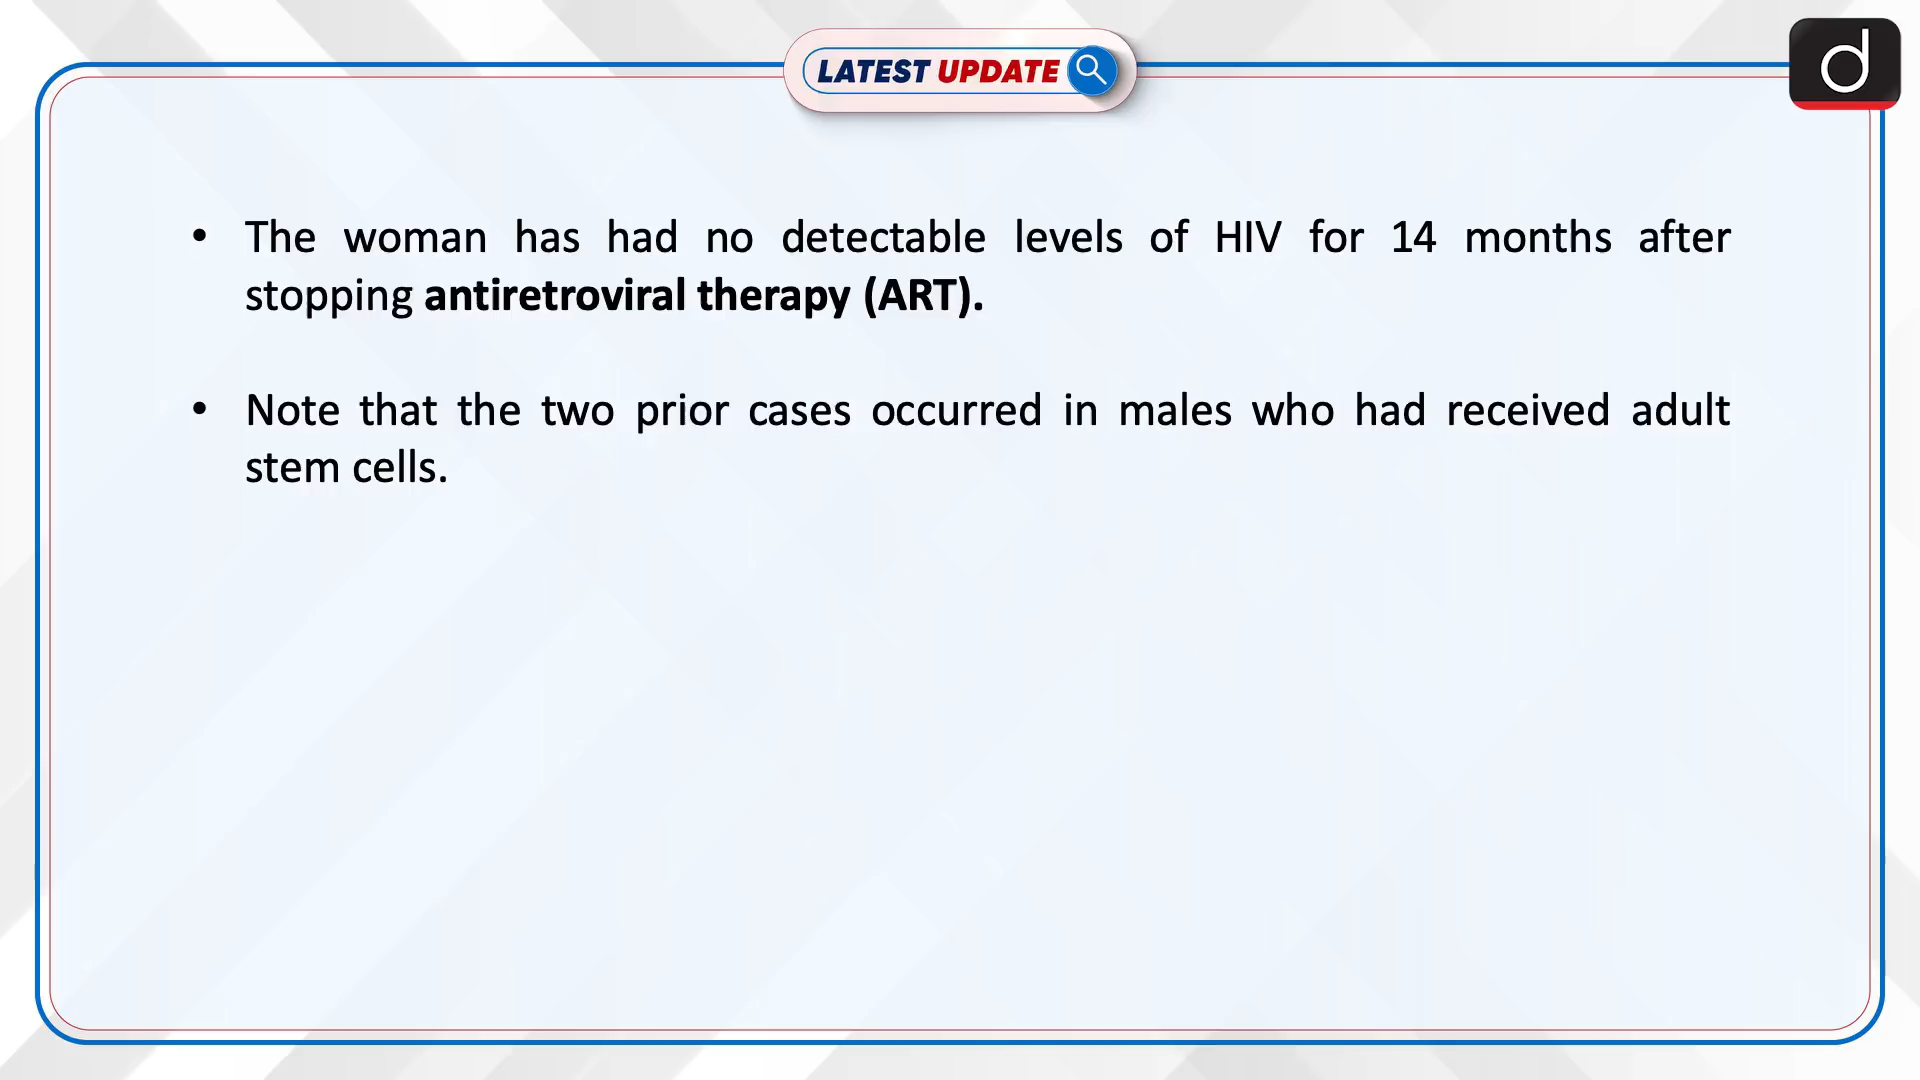 LATEST UPDATE
d
• The woman has had no detectable levels of HIV for 14 months after
stopping antiretroviral therapy (ART).
• Note that the two prior cases occurred in males who had received adult
stem cells.